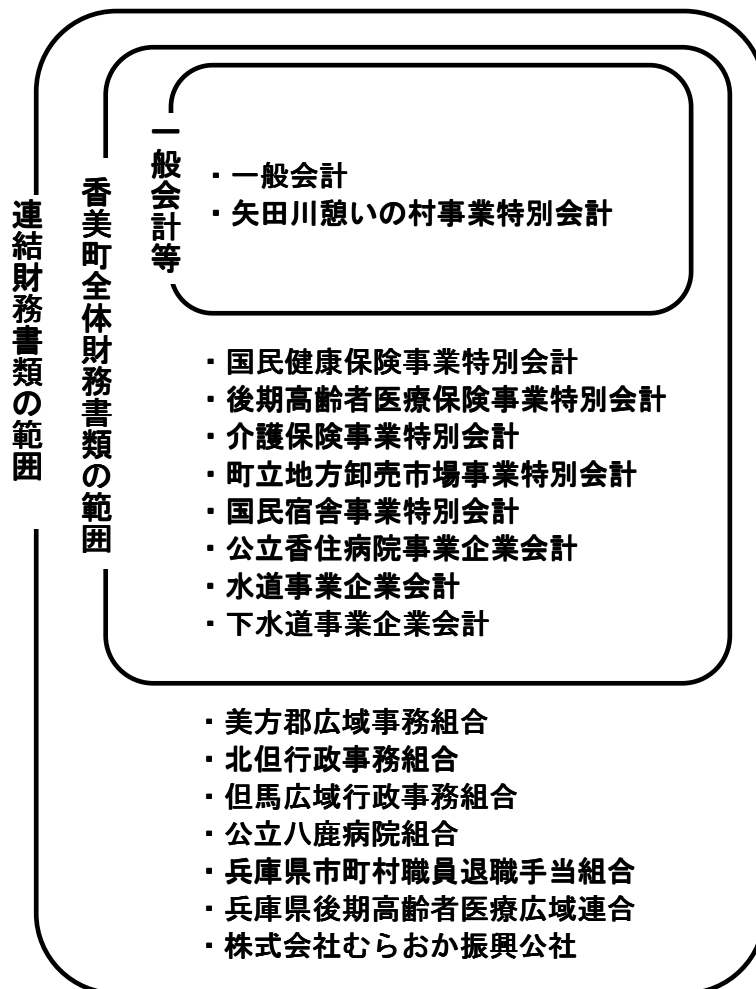 連結財務書類の範囲
香美町全体財務書類の範囲
一般会計等
・一般会計
・矢田川憩いの村事業特別会計
・国民健康保険事業特別会計
・後期高齢者医療保険事業特別会計
・介護保険事業特別会計
・町立地方卸売市場事業特別会計
・国民宿舎事業特別会計
・公立香住病院事業企業会計
・水道事業企業会計
・下水道事業企業会計
・美方郡広域事務組合
・北但行政事務組合
・但馬広域行政事務組合
・公立八鹿病院組合
・兵庫県市町村職員退職手当組合
・兵庫県後期高齢者医療広域連合
・株式会社むらおか振興公社